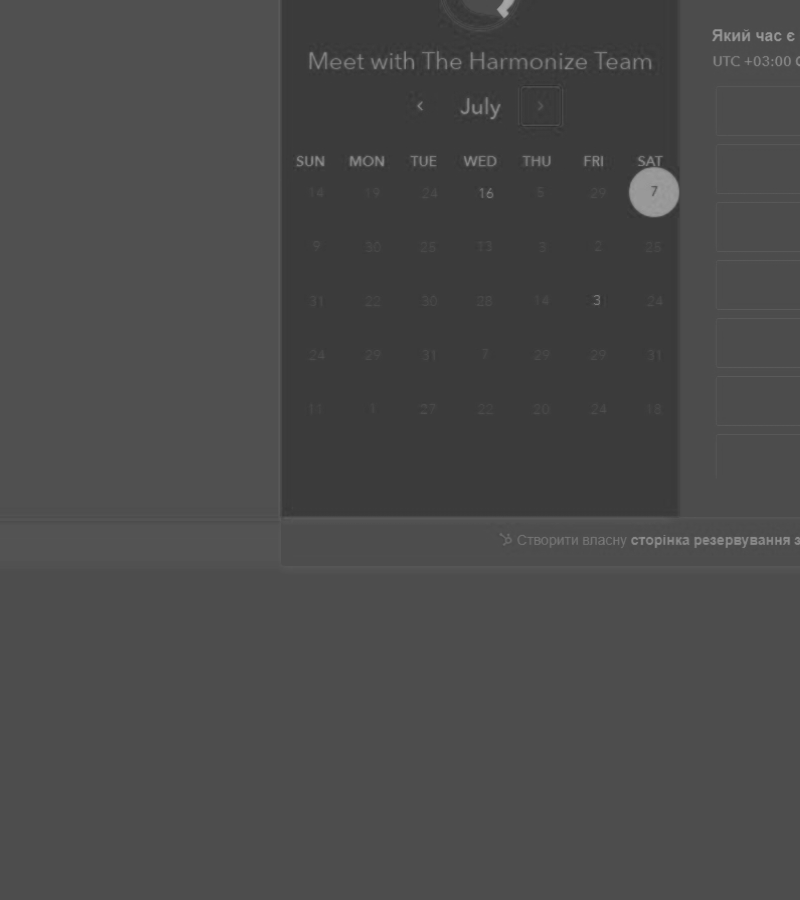 Який час є
Meet with The Harmonize Team
UTC +03:00
July
SUN MON TUE WED THU FRI SAT
14 19 24 16 5 29 7
9 30 25 13 3 2 25
31 22 30 28 14 3 24
24 29 31 7 29 29 31
11 1 27 22 20 24 18
Створити власну сторінка резервування з